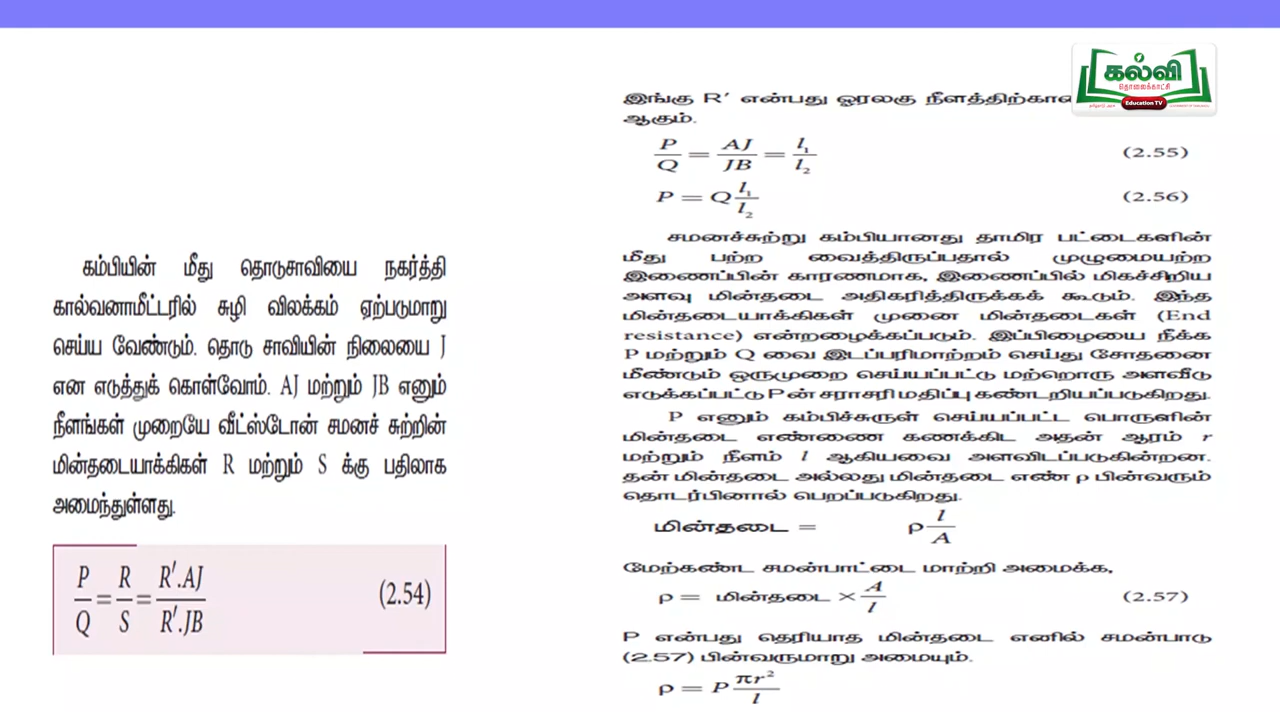 கல்வி
தொலைக்காட்சி
Education TV
கம்பியின் மீது தொடுசாவியை நகர்த்தி
கால்வனாமீட்டரில் சுழி விலக்கம் ஏற்படுமாறு
செய்ய வேண்டும். தொடு சாவியின் நிலையை J
என எடுத்துக் கொள்வோம். AJ மற்றும் JB எனும்
நீளங்கள் முறையே வீட்ஸ்டோன் சமனச் சுற்றின்
மின்தடையாக்கிகள் R மற்றும் S க்கு பதிலாக
அமைந்துள்ளது.
P/Q = R/S = R′.AJ/R′.JB (2.54)
இங்கு R′ என்பது ஓரலகு நீளத்திற்கான
ஆகும்.
P/Q = AJ/JB = l₁/l₂ (2.55)
P = Q l₁/l₂ (2.56)
சமனச்சுற்று கம்பியானது தாமிர பட்டைகளின்
மீது பற்ற வைத்திருப்பதால் முழுமையற்ற
இணைப்பின் காரணமாக, இணைப்பில் மிகச்சிறிய
அளவு மின்தடை அதிகரித்திருக்கக் கூடும். இந்த
மின்தடையாக்கிகள் முனை மின்தடைகள் (End
resistance) என்றழைக்கப்படும். இப்பிழையை நீக்க
P மற்றும் Q வை இடப்பரிமாற்றம் செய்து சோதனை
மீண்டும் ஒருமுறை செய்யப்பட்டு மற்றொரு அளவீடு
எடுக்கப்பட்டு P ன் சராசரி மதிப்பு கண்டறியப்படுகிறது.
P எனும் கம்பிச்சுருள் செய்யப்பட்ட பொருளின்
மின்தடை எண்ணை கணக்கிட அதன் ஆரம் r
மற்றும் நீளம் l ஆகியவை அளவிடப்படுகின்றன.
தன் மின்தடை அல்லது மின்தடை எண் ρ பின்வரும்
தொடர்பினால் பெறப்படுகிறது.
மின்தடை = ρ l/A
மேற்கண்ட சமன்பாட்டை மாற்றி அமைக்க,
ρ = மின்தடை × A/l (2.57)
P என்பது தெரியாத மின்தடை எனில் சமன்பாடு
(2.57) பின்வருமாறு அமையும்.
ρ = P πr²/l